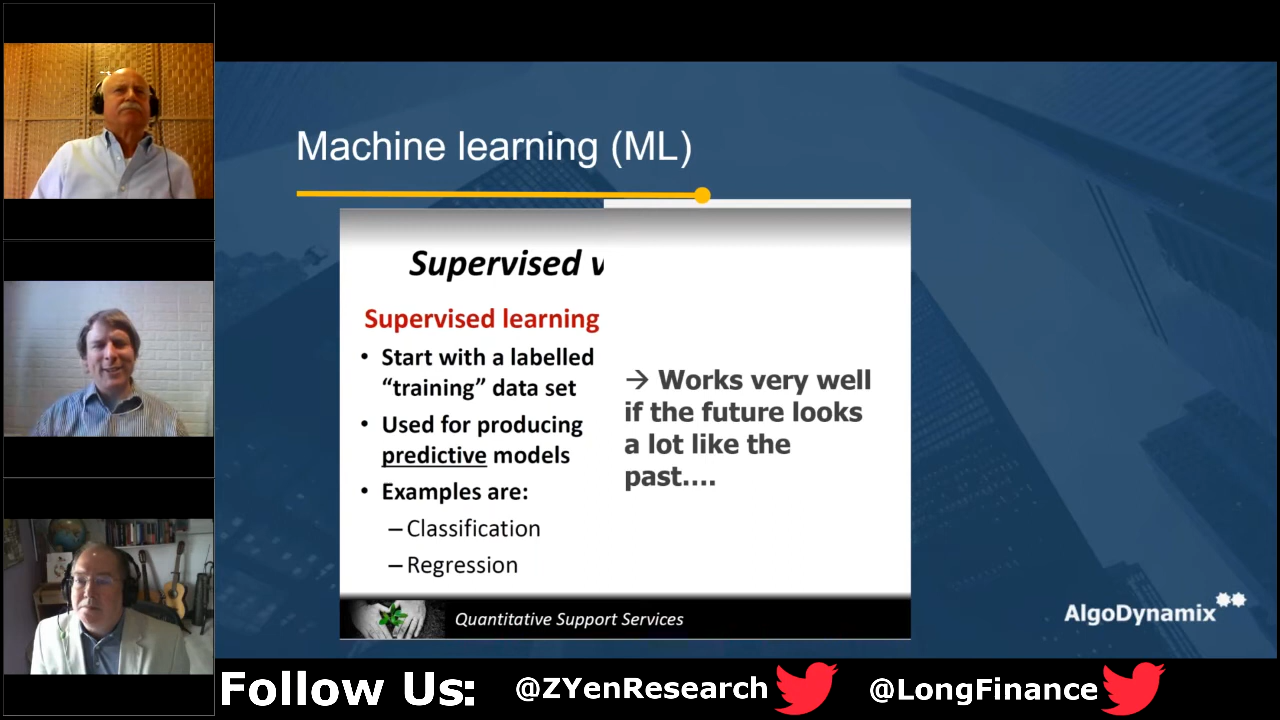 Machine learning (ML)
Supervised v
Supervised learning
• Start with a labelled
“training” data set
• Used for producing
predictive models
• Examples are:
– Classification
– Regression
→ Works very well
if the future looks
a lot like the
past....
Quantitative Support Services
AlgoDynamix
Follow Us: @ZYenResearch @LongFinance